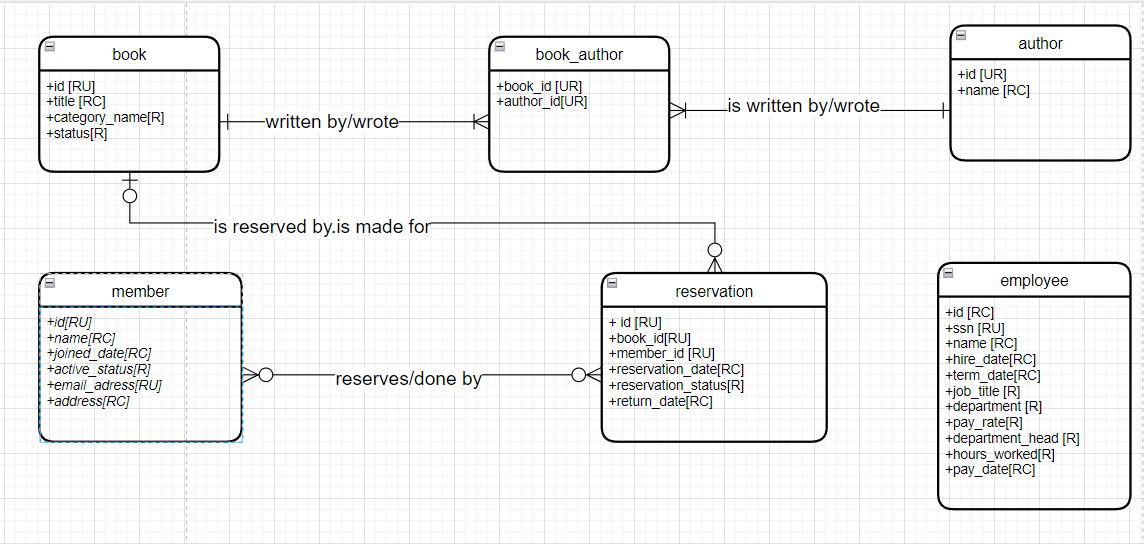 book
+id [RU]
+title [RC]
+category_name[R]
+status[R]
written by/wrote
book_author
+book_id [UR]
+author_id[UR]
is written by/wrote
author
+id [UR]
+name [RC]
is reserved by.is made for
member
+id[RU]
+name[RC]
+joined_date[RC]
+active_status[R]
+email_adress[RU]
+address[RC]
reserves/done by
reservation
+ id [RU]
+book_id[RU]
+member_id [RU]
+reservation_date[RC]
+reservation_status[R]
+return_date[RC]
employee
+id [RC]
+ssn [RU]
+name [RC]
+hire_date[RC]
+term_date[RC]
+job_title [R]
+department [R]
+pay_rate[R]
+department_head [R]
+hours_worked[R]
+pay_date[RC]